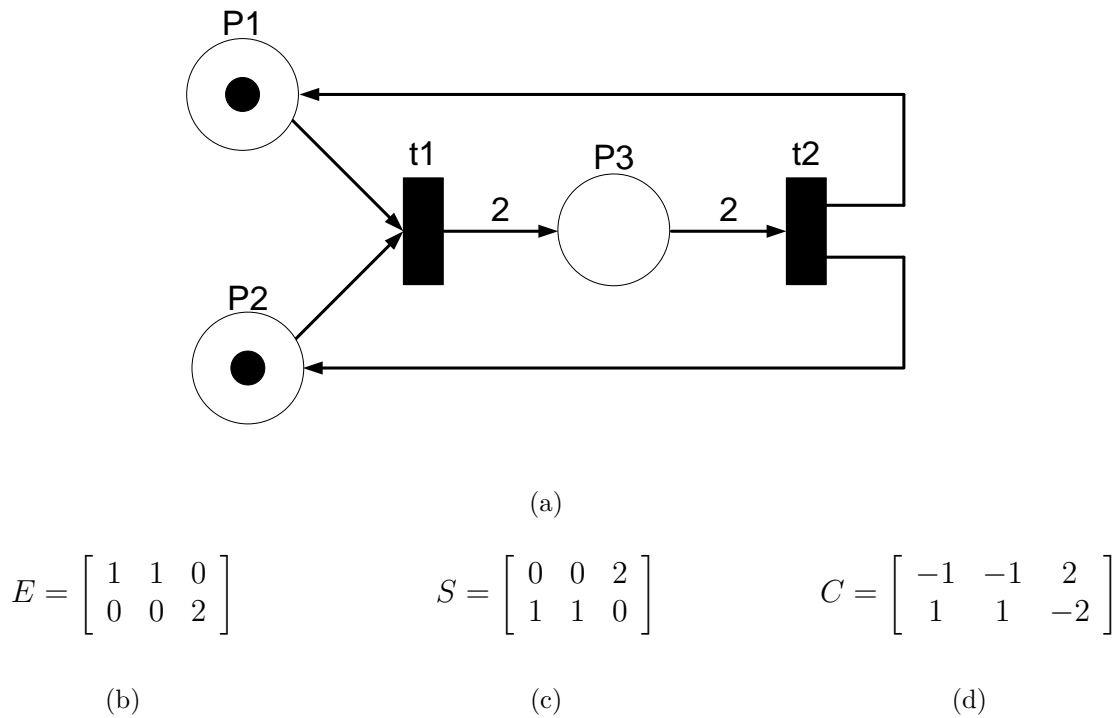 P1
t1
P3
t2
2
2
P2
(a)
E = [ 1 1 0
0 0 2 ]
S = [ 0 0 2
1 1 0 ]
C = [ −1 −1 2
1 1 −2 ]
(b)
(c)
(d)